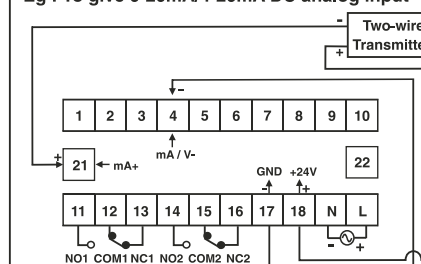 Eg : To give 0-20mA/4-20mA DC analog input
-
Two-wire
Transmitte
+
-
1 2 3 4 5 6 7 8 9 10
+
21
mA+
mA / V-
GND +24V
22
- +
11 12 13 14 15 16 17 18 N L
- +
NO1 COM1 NC1 NO2 COM2 NC2